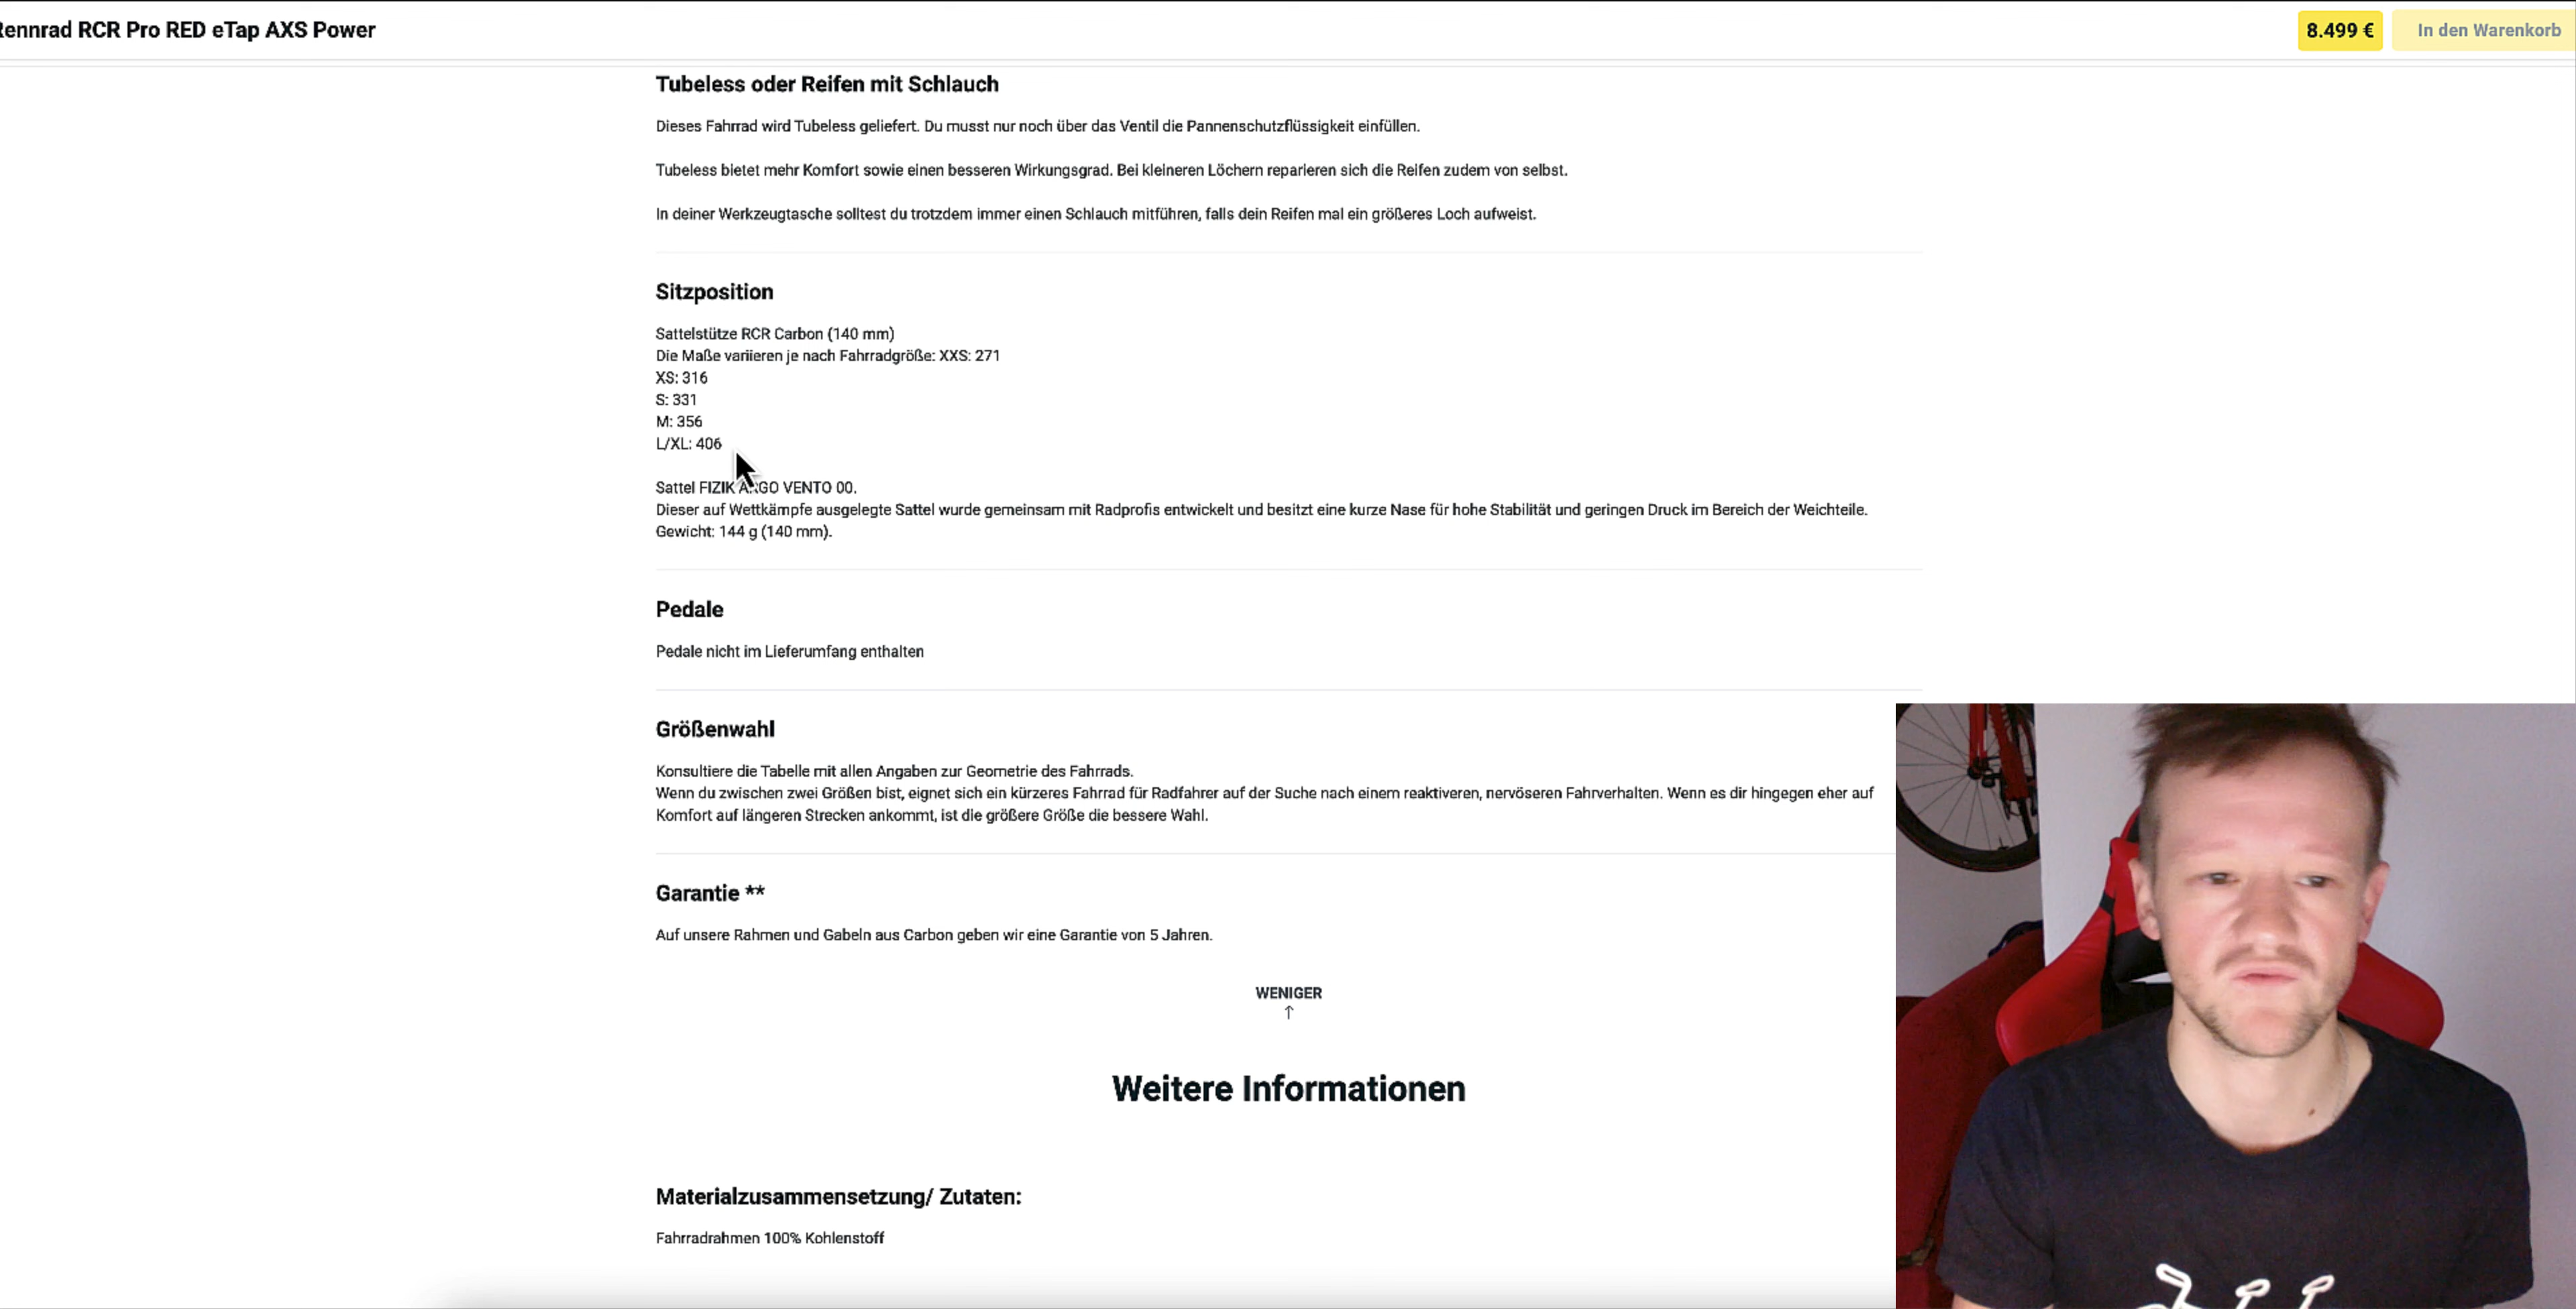 Rennrad RCR Pro RED eTap AXS Power
8.499 €
In den Warenkorb
Tubeless oder Reifen mit Schlauch
Dieses Fahrrad wird Tubeless geliefert. Du musst nur noch über das Ventil die Pannenschutzflüssigkeit einfüllen.
Tubeless bietet mehr Komfort sowie einen besseren Wirkungsgrad. Bei kleineren Löchern reparieren sich die Reifen zudem von selbst.
In deiner Werkzeugtasche solltest du trotzdem immer einen Schlauch mitführen, falls dein Reifen mal ein größeres Loch aufweist.
Sitzposition
Sattelstütze RCR Carbon (140 mm)
Die Maße variieren je nach Fahrradgröße: XXS: 271
XS: 316
S: 331
M: 356
L/XL: 406
Sattel FIZIK ARGO VENTO 00.
Dieser auf Wettkämpfe ausgelegte Sattel wurde gemeinsam mit Radprofis entwickelt und besitzt eine kurze Nase für hohe Stabilität und geringen Druck im Bereich der Weichteile.
Gewicht: 144 g (140 mm).
Pedale
Pedale nicht im Lieferumfang enthalten
Größenwahl
Konsultiere die Tabelle mit allen Angaben zur Geometrie des Fahrrads.
Wenn du zwischen zwei Größen bist, eignet sich ein kürzeres Fahrrad für Radfahrer auf der Suche nach einem reaktiveren, nervöseren Fahrverhalten. Wenn es dir hingegen eher auf
Komfort auf längeren Strecken ankommt, ist die größere Größe die bessere Wahl.
Garantie **
Auf unsere Rahmen und Gabeln aus Carbon geben wir eine Garantie von 5 Jahren.
WENIGER
↑
Weitere Informationen
Materialzusammensetzung/ Zutaten:
Fahrradrahmen 100% Kohlenstoff